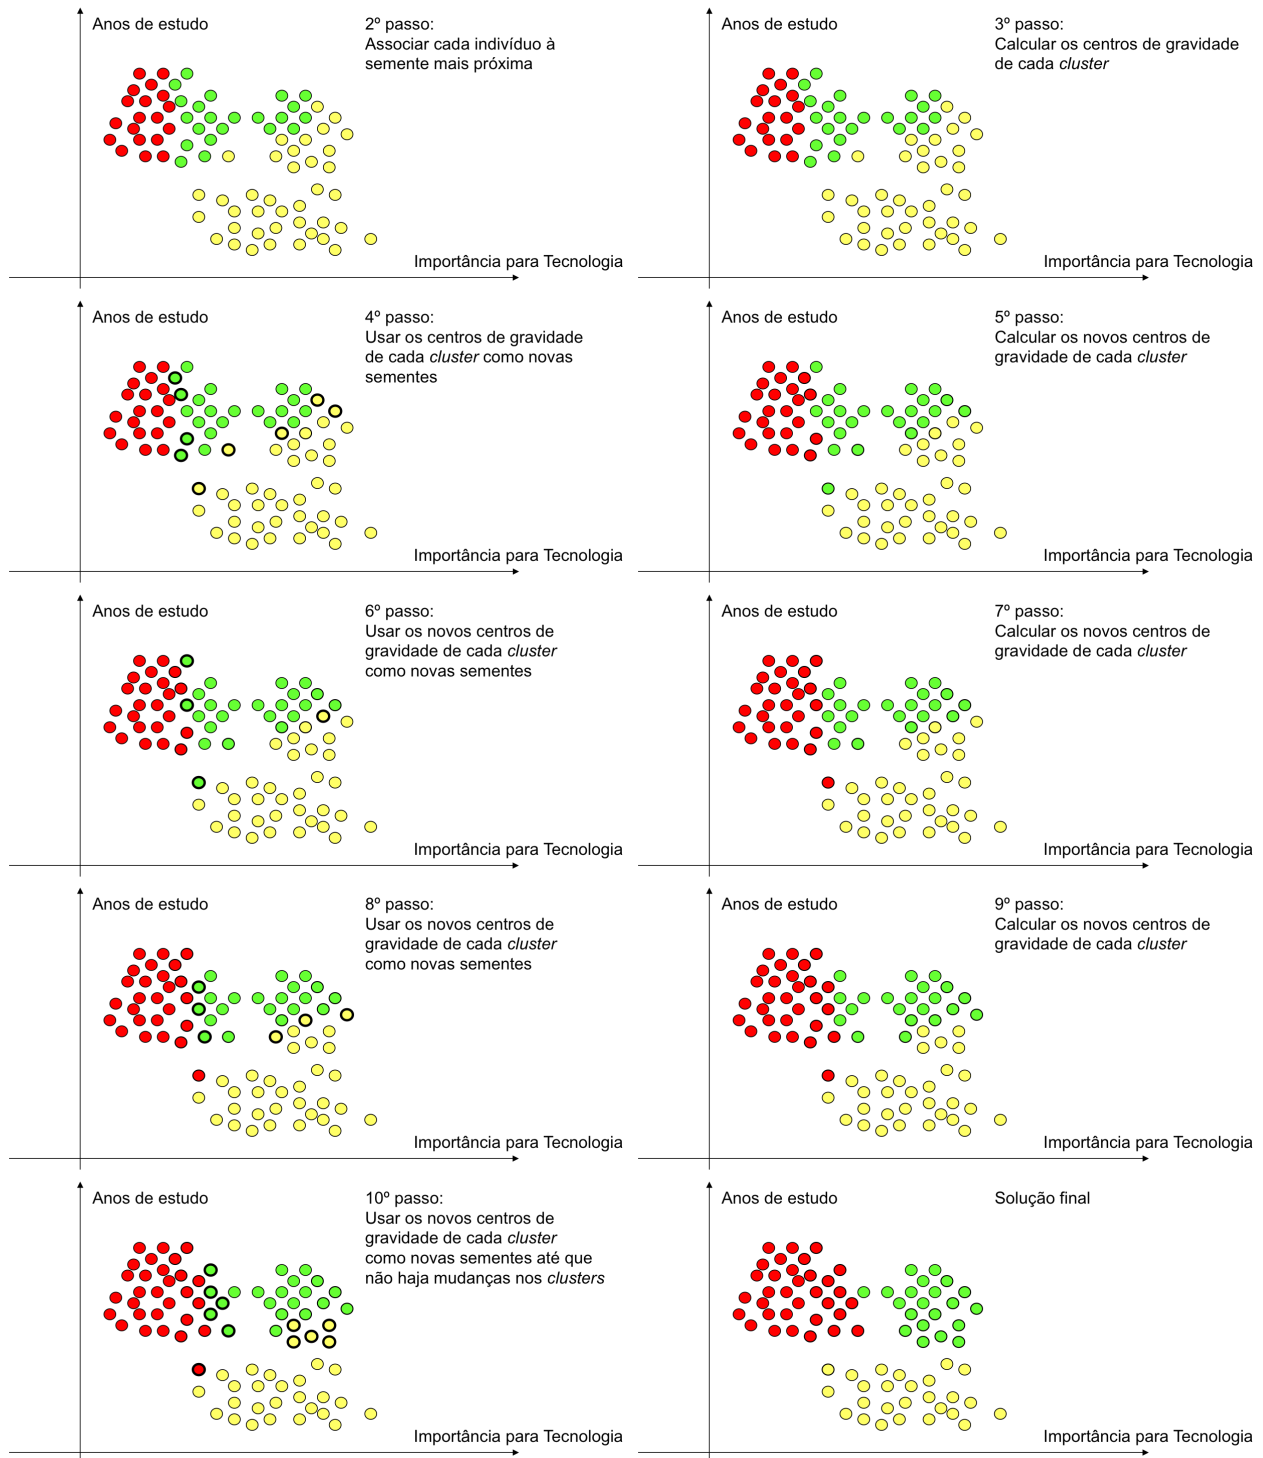 Anos de estudo
2º passo:
Associar cada indivíduo à
semente mais próxima
Importância para Tecnologia
Anos de estudo
3º passo:
Calcular os centros de gravidade
de cada cluster
Importância para Tecnologia
Anos de estudo
4º passo:
Usar os centros de gravidade
de cada cluster como novas
sementes
Importância para Tecnologia
Anos de estudo
5º passo:
Calcular os novos centros de
gravidade de cada cluster
Importância para Tecnologia
Anos de estudo
6º passo:
Usar os novos centros de
gravidade de cada cluster
como novas sementes
Importância para Tecnologia
Anos de estudo
7º passo:
Calcular os novos centros de
gravidade de cada cluster
Importância para Tecnologia
Anos de estudo
8º passo:
Usar os novos centros de
gravidade de cada cluster
como novas sementes
Importância para Tecnologia
Anos de estudo
9º passo:
Calcular os novos centros de
gravidade de cada cluster
Importância para Tecnologia
Anos de estudo
10º passo:
Usar os novos centros de
gravidade de cada cluster
como novas sementes até que
não haja mudanças nos clusters
Importância para Tecnologia
Anos de estudo
Solução final
Importância para Tecnologia